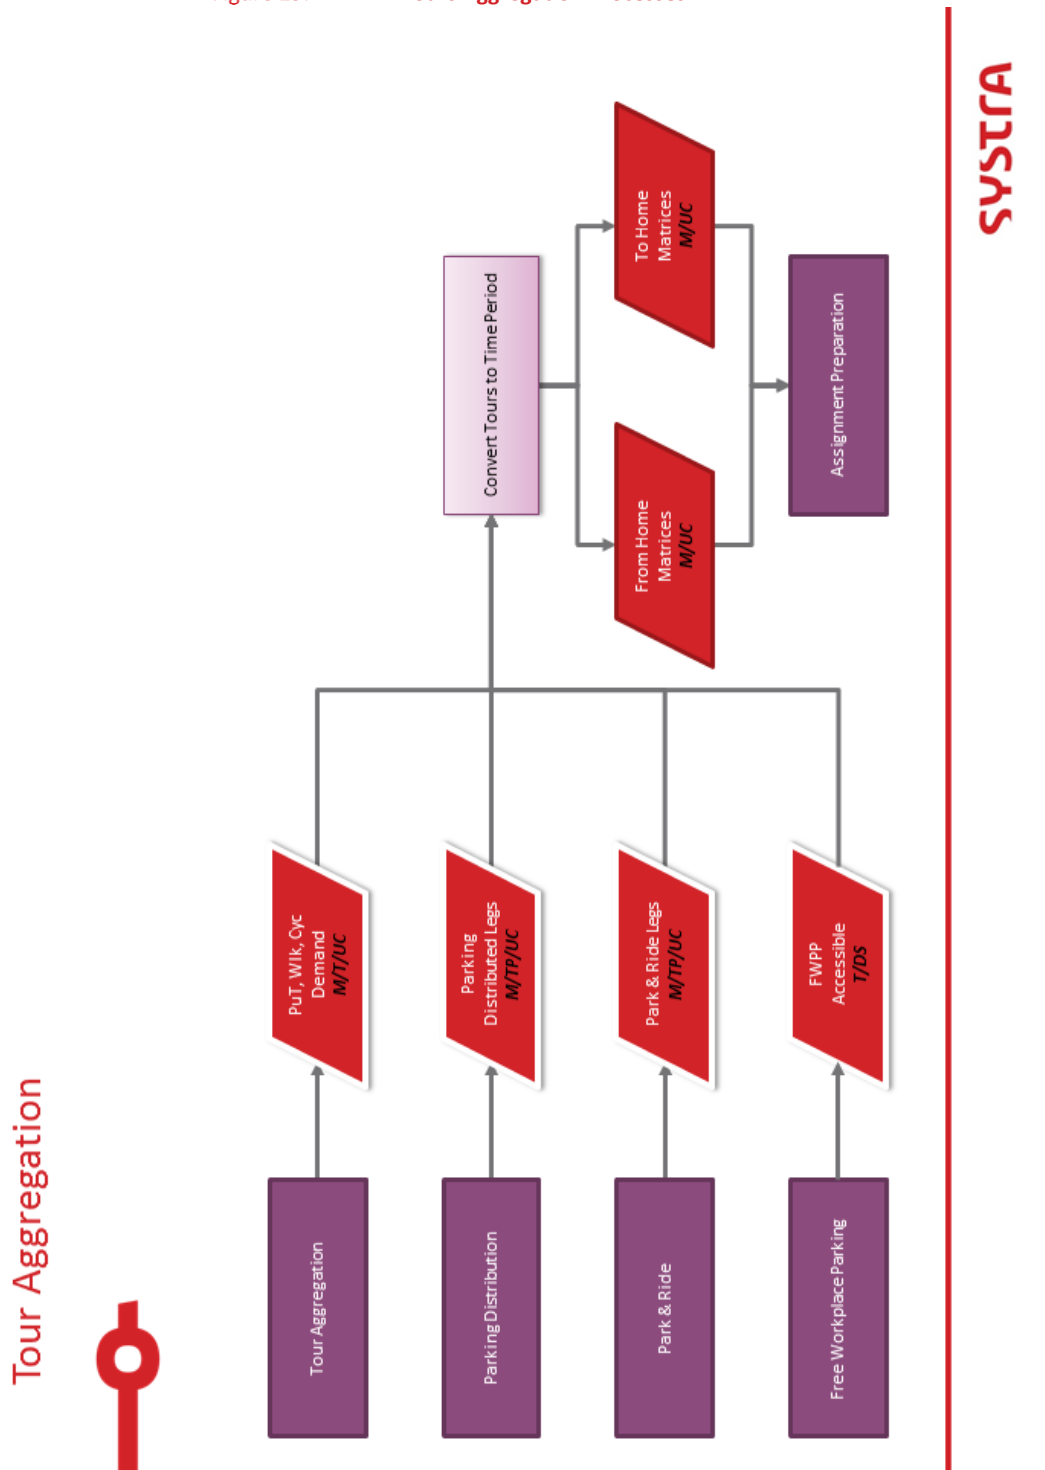 Tour Aggregation
Tour Aggregation
PuT, Wlk, Cyc
Demand
M/T/UC
Parking Distribution
Parking
Distributed Legs
M/TP/UC
Park & Ride
Park & Ride Legs
M/TP/UC
Free Workplace Parking
FWPP
Accessible
T/DS
Convert Tours to Time Period
From Home
Matrices
M/UC
To Home
Matrices
M/UC
Assignment Preparation
SYSTRA